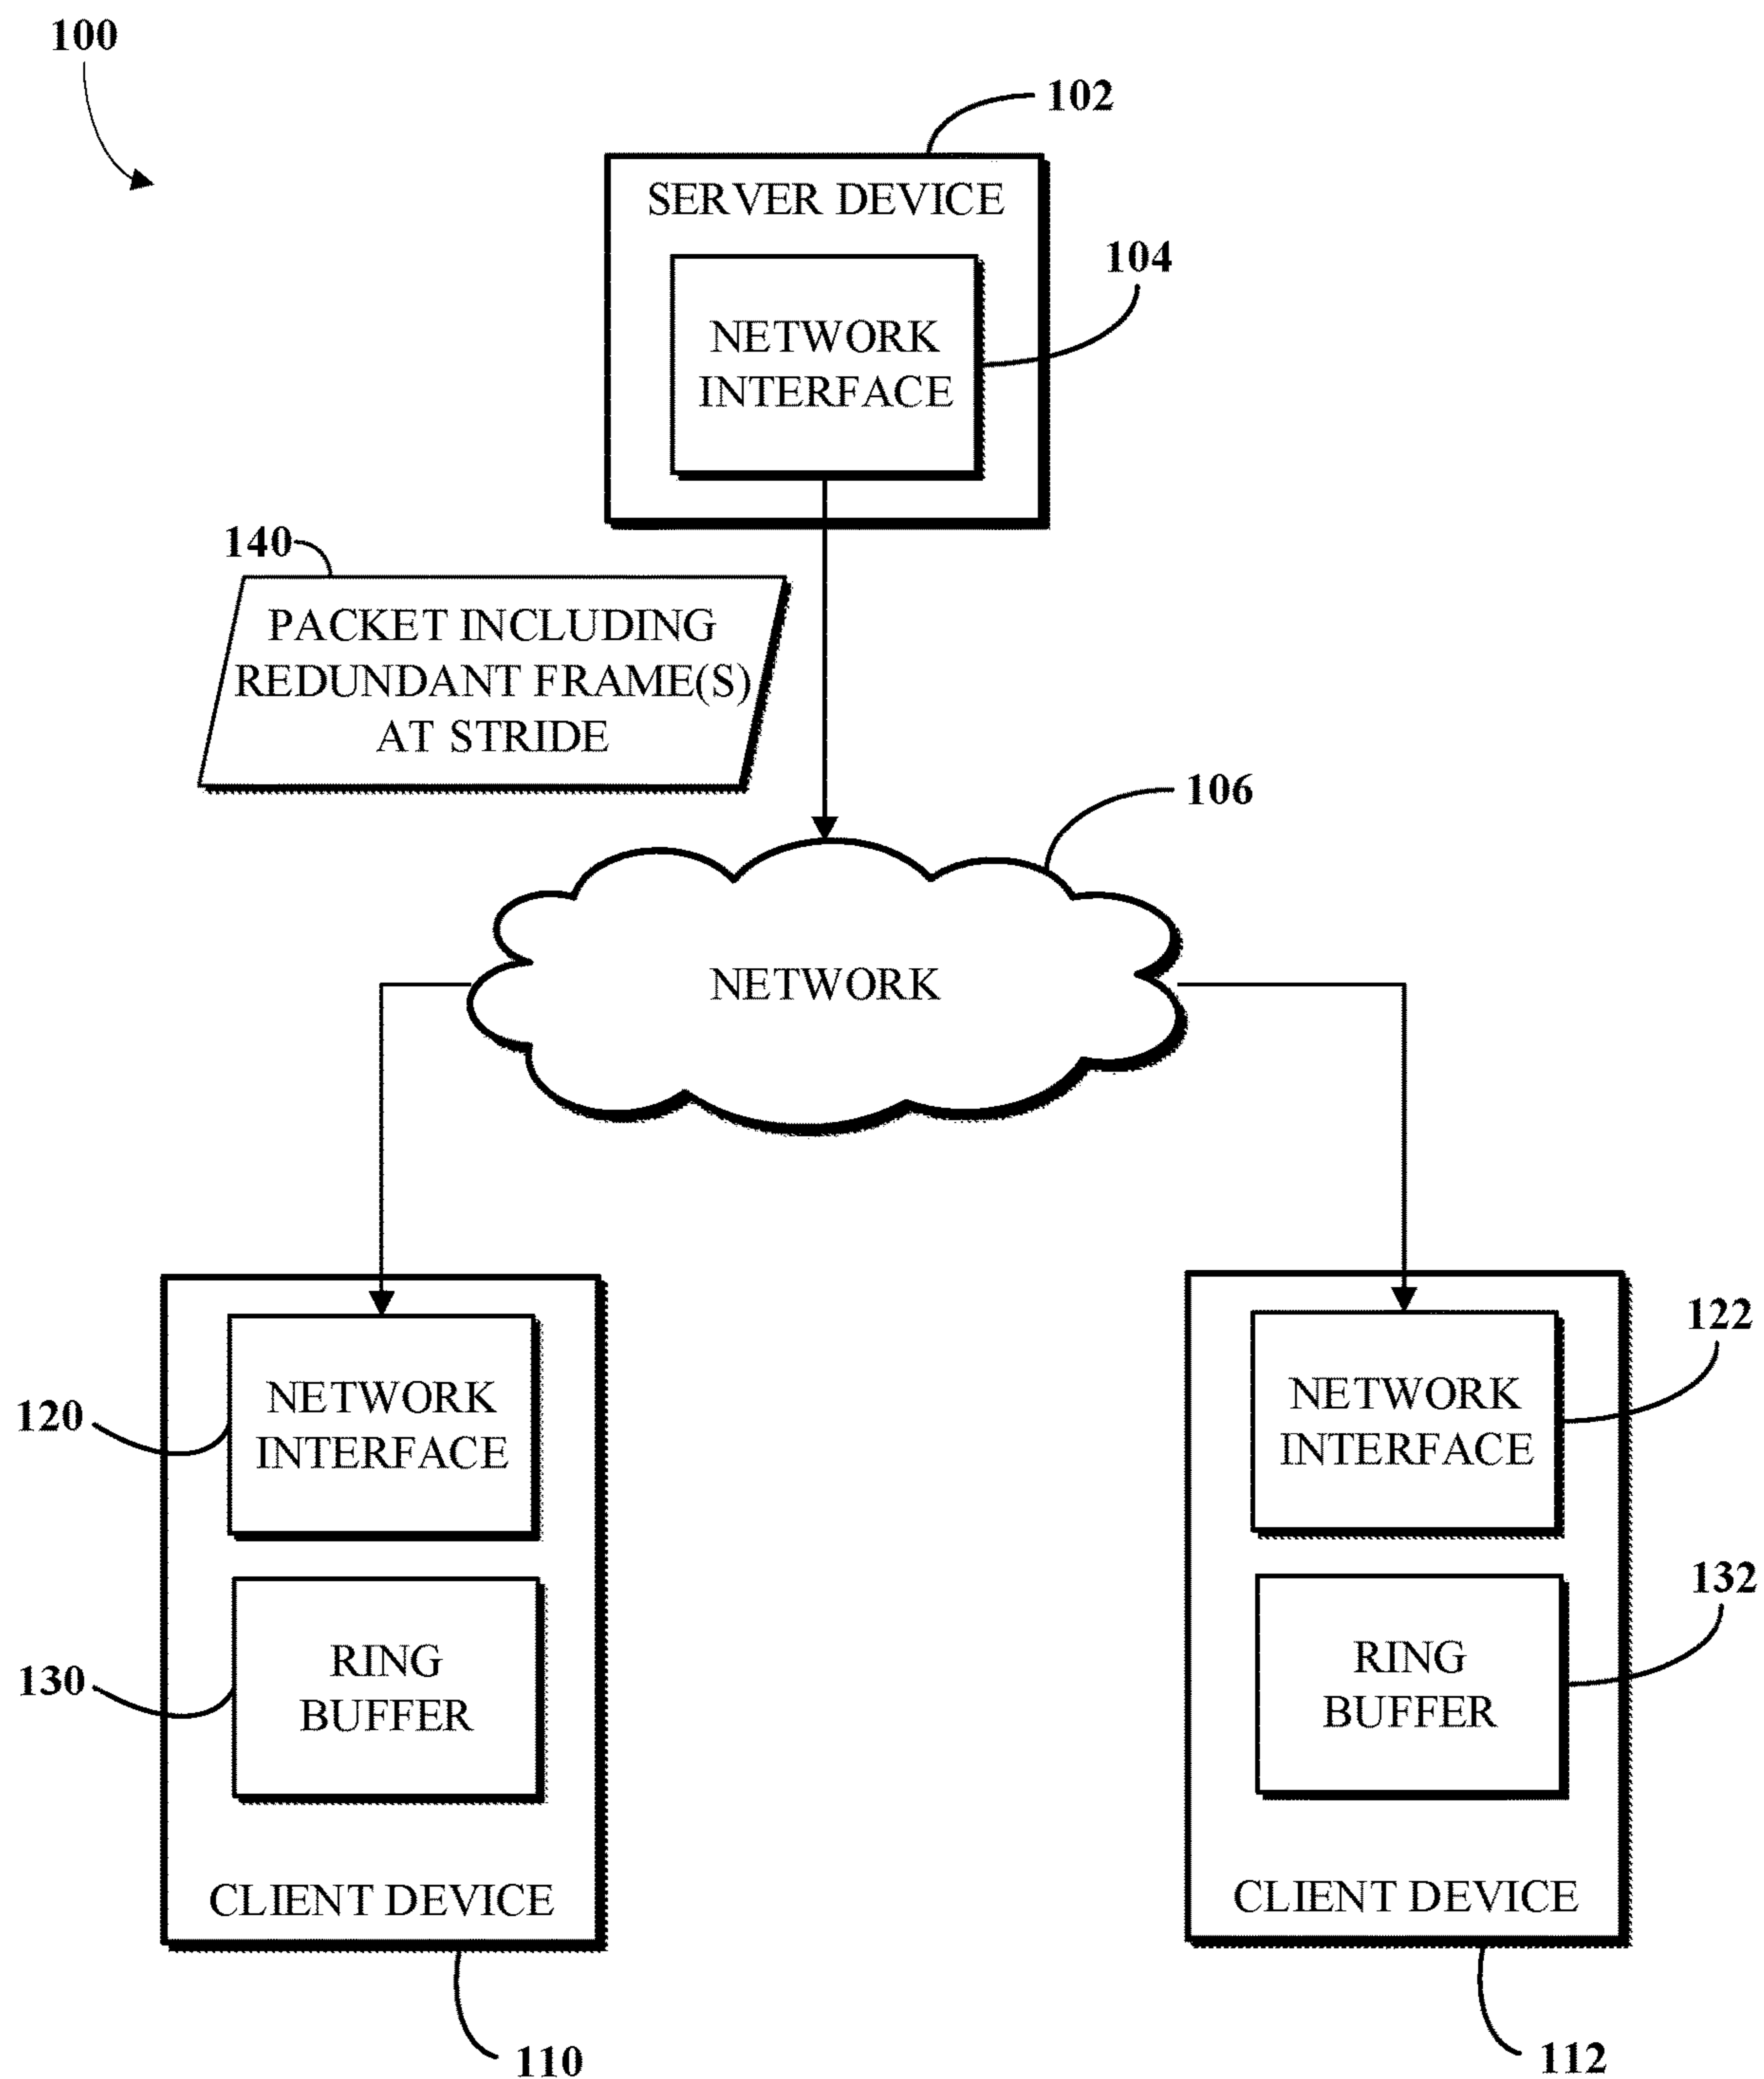 100
102
SERVER DEVICE
104
NETWORK
INTERFACE
140
PACKET INCLUDING
REDUNDANT FRAME(S)
AT STRIDE
106
NETWORK
120
NETWORK
INTERFACE
130
RING
BUFFER
CLIENT DEVICE
110
122
NETWORK
INTERFACE
132
RING
BUFFER
CLIENT DEVICE
112